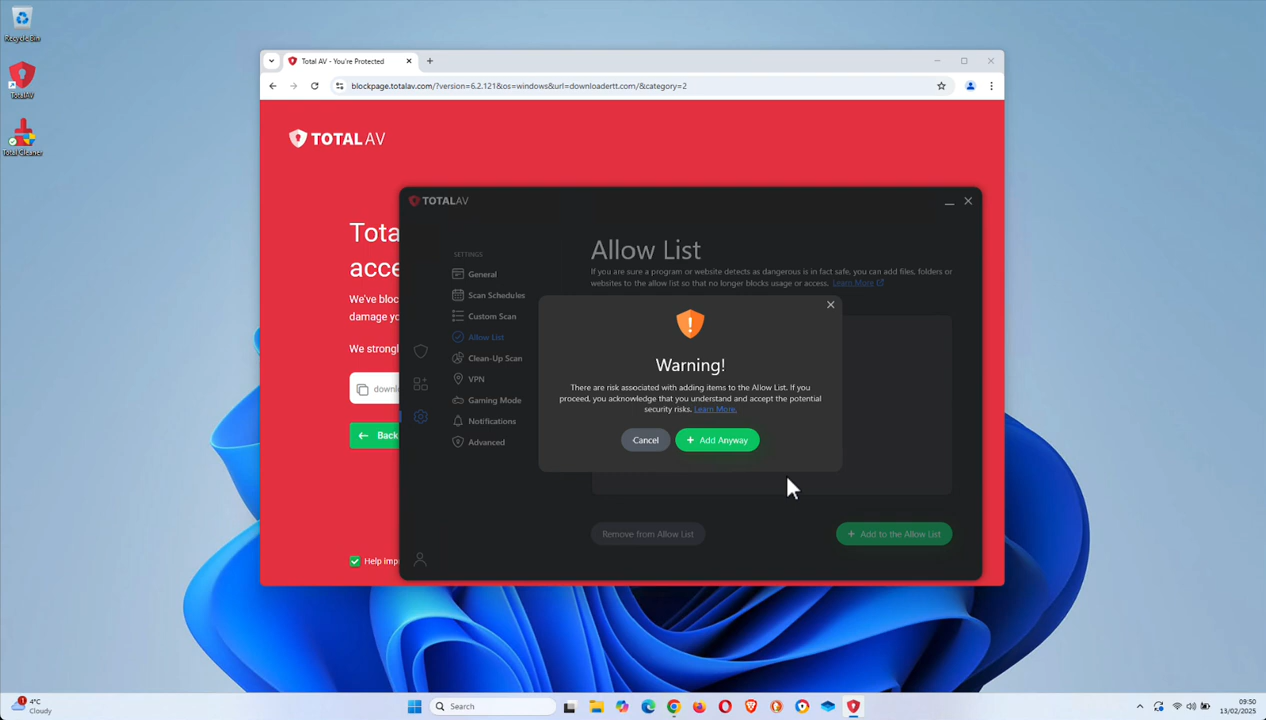 Recycle Bin
TotalAV
Total Cleaner
Total AV - You're Protected
blockpage.totalav.com/?version=6.2.121&os=windows&url=downloadertt.com/&category=2
TOTAL AV
Tota
acce
We've bloc
damage you
We strongl
downlo
Back
Help Imp
TOTALAV
SETTINGS
General
Scan Schedules
Custom Scan
Allow List
Clean-Up Scan
VPN
Gaming Mode
Notifications
Advanced
Allow List
If you are sure a program or website detects as dangerous is in fact safe, you can add files, folders or
websites to the allow list so that no longer blocks usage or access. Learn More
Warning!
There are risk associated with adding items to the Allow List. If you
proceed, you acknowledge that you understand and accept the potential
security risks. Learn More.
Cancel
+ Add Anyway
Remove from Allow List
+ Add to the Allow List
1
4°C
Cloudy
Search
09:50
13/02/2025